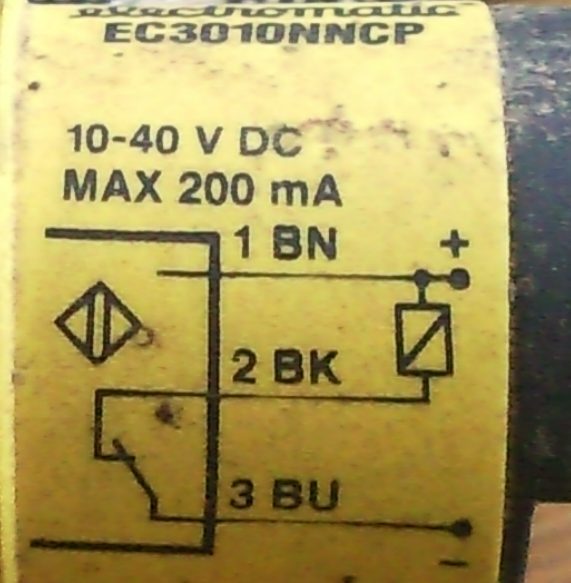 electromatic
EC3010NNCP
10-40 V DC
MAX 200 mA
1 BN +
2 BK
3 BU
-